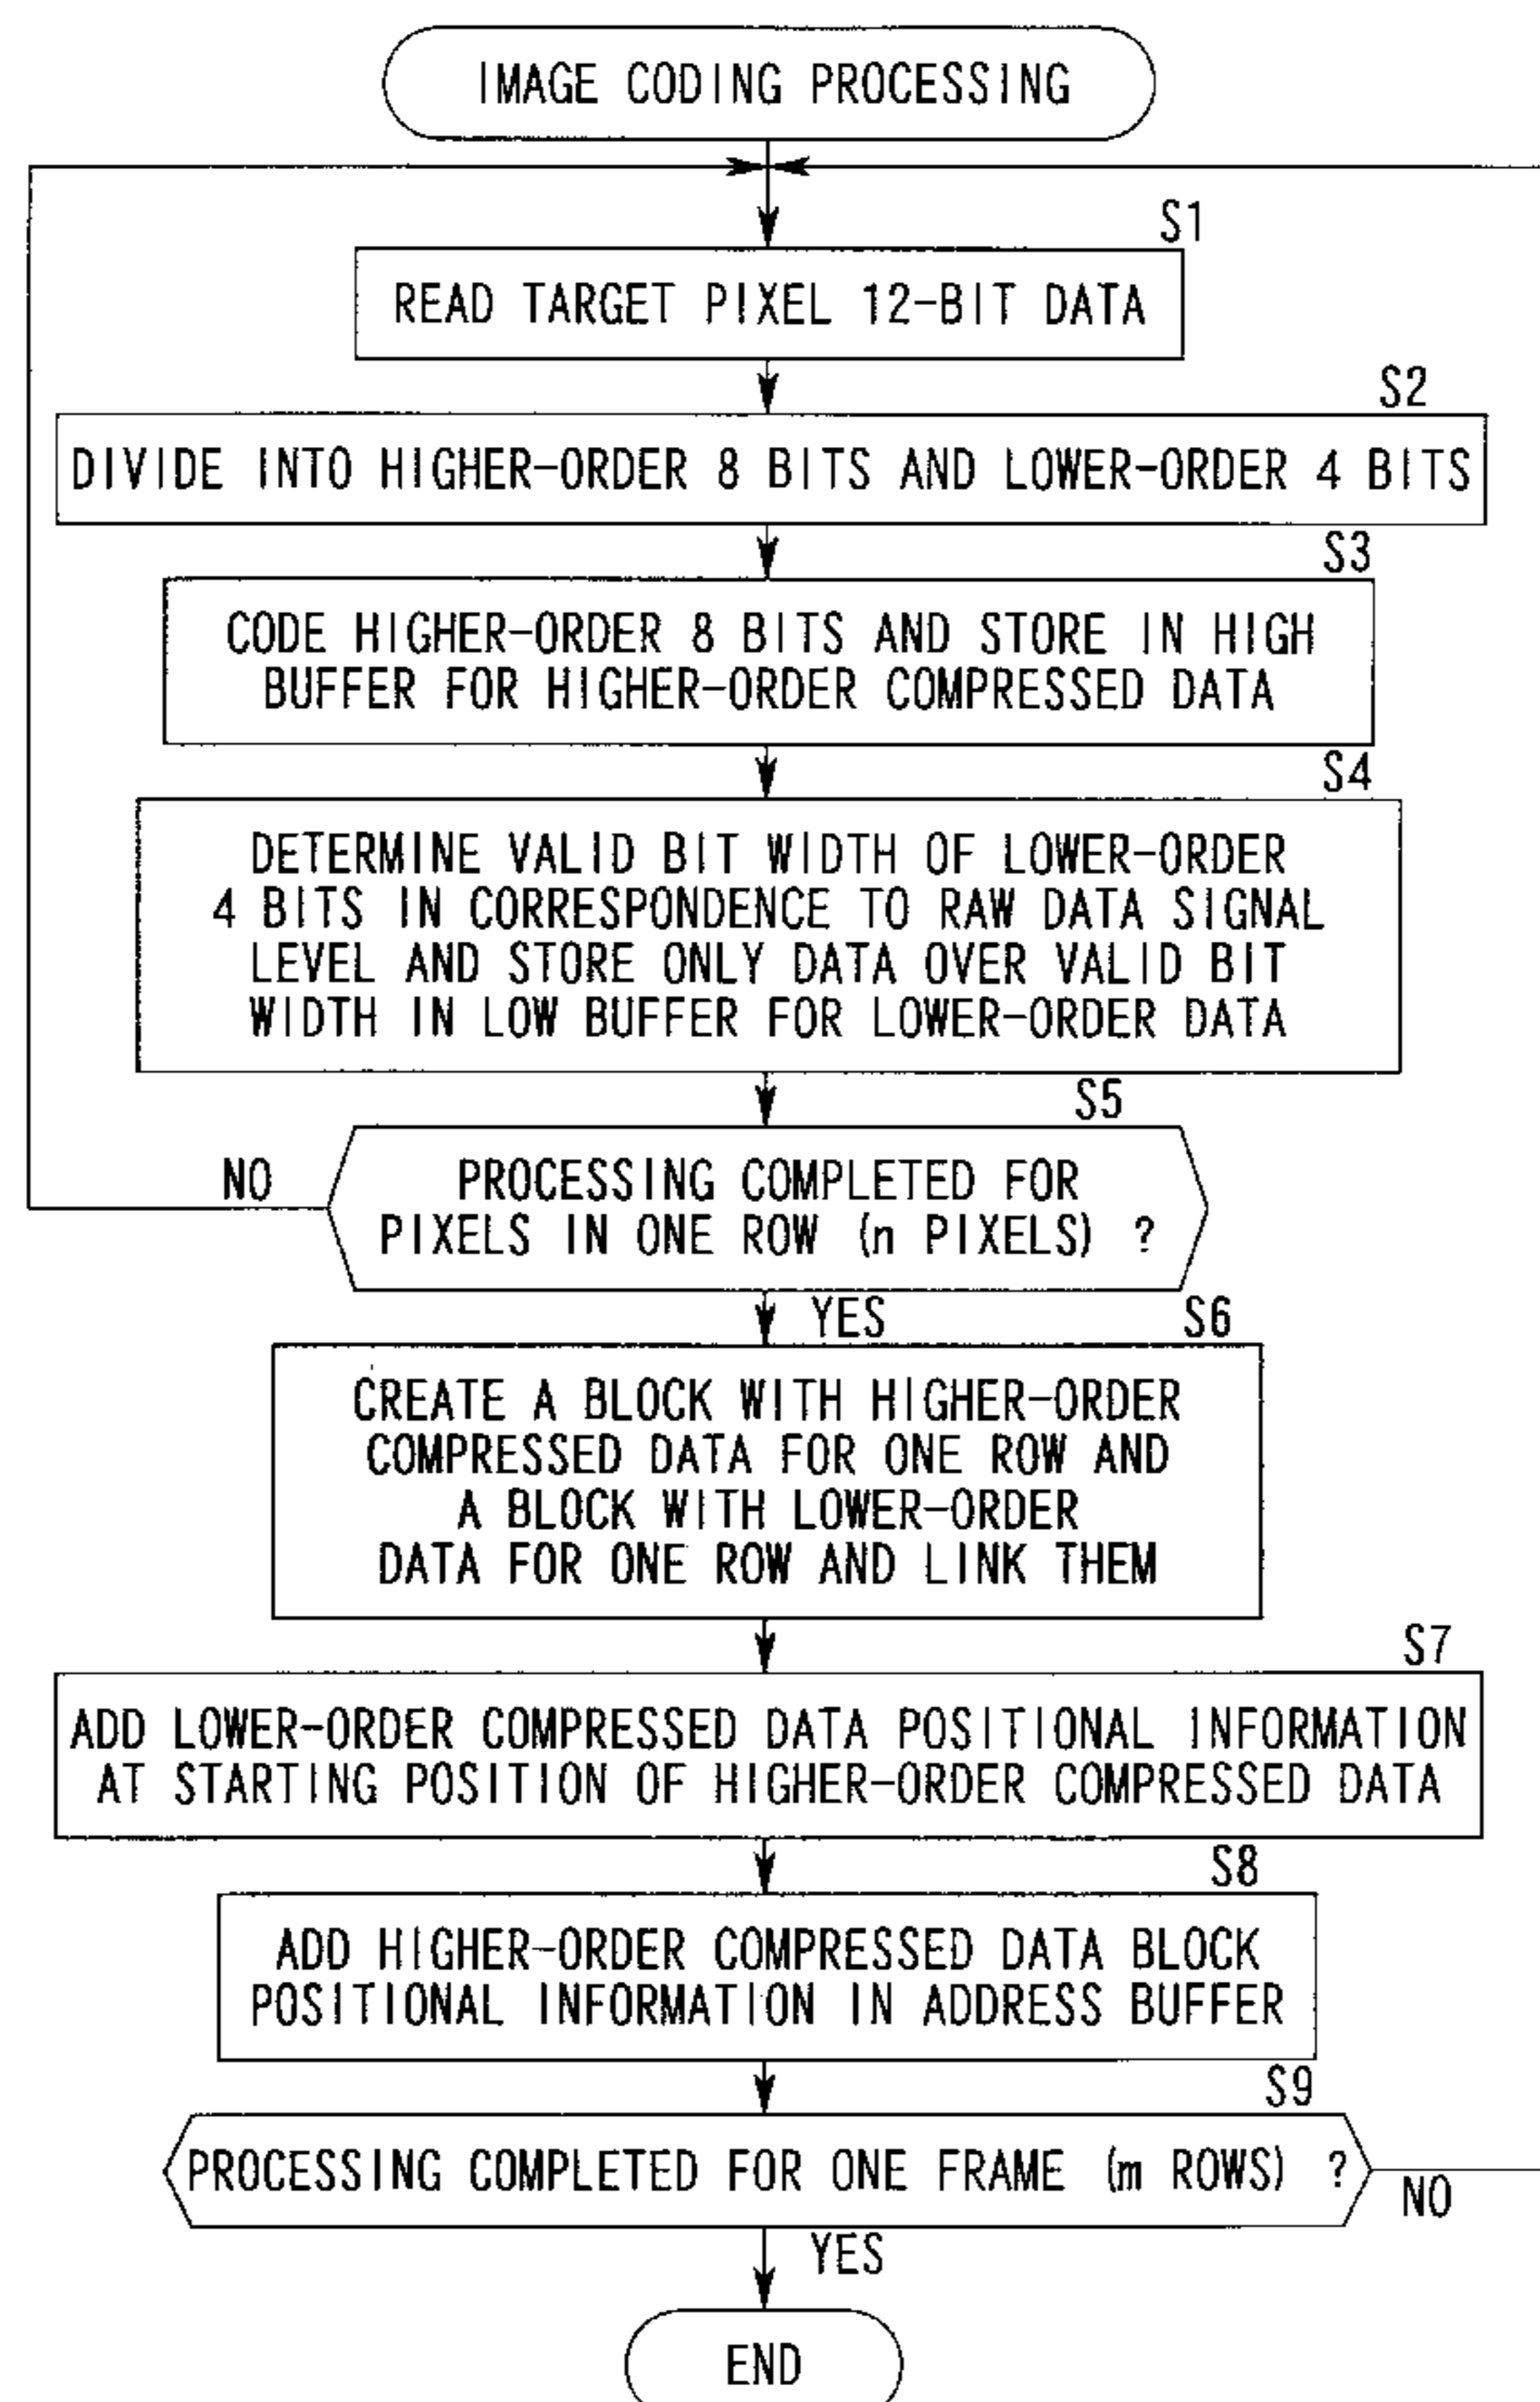 IMAGE CODING PROCESSING
S1
READ TARGET PIXEL 12-BIT DATA
S2
DIVIDE INTO HIGHER-ORDER 8 BITS AND LOWER-ORDER 4 BITS
S3
CODE HIGHER-ORDER 8 BITS AND STORE IN HIGH
BUFFER FOR HIGHER-ORDER COMPRESSED DATA
S4
DETERMINE VALID BIT WIDTH OF LOWER-ORDER
4 BITS IN CORRESPONDENCE TO RAW DATA SIGNAL
LEVEL AND STORE ONLY DATA OVER VALID BIT
WIDTH IN LOW BUFFER FOR LOWER-ORDER DATA
S5
NO
PROCESSING COMPLETED FOR
PIXELS IN ONE ROW (n PIXELS) ?
YES
S6
CREATE A BLOCK WITH HIGHER-ORDER
COMPRESSED DATA FOR ONE ROW AND
A BLOCK WITH LOWER-ORDER
DATA FOR ONE ROW AND LINK THEM
S7
ADD LOWER-ORDER COMPRESSED DATA POSITIONAL INFORMATION
AT STARTING POSITION OF HIGHER-ORDER COMPRESSED DATA
S8
ADD HIGHER-ORDER COMPRESSED DATA BLOCK
POSITIONAL INFORMATION IN ADDRESS BUFFER
S9
PROCESSING COMPLETED FOR ONE FRAME (m ROWS) ?
NO
YES
END